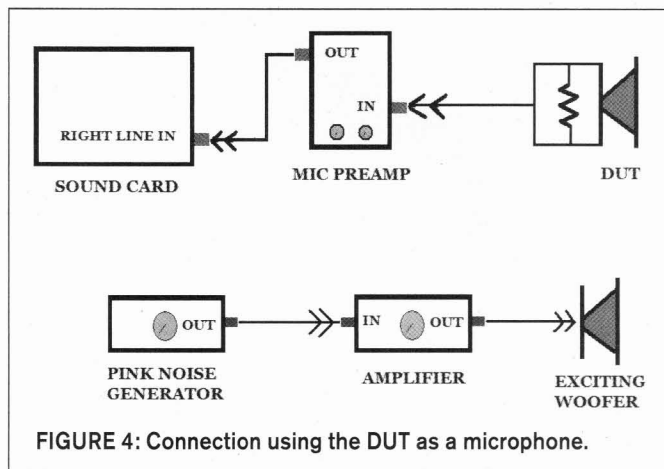 OUT
IN
RIGHT LINE IN
SOUND CARD
MIC PREAMP
DUT
OUT
IN
OUT
PINK NOISE
GENERATOR
AMPLIFIER
EXCITING
WOOFER
FIGURE 4: Connection using the DUT as a microphone.